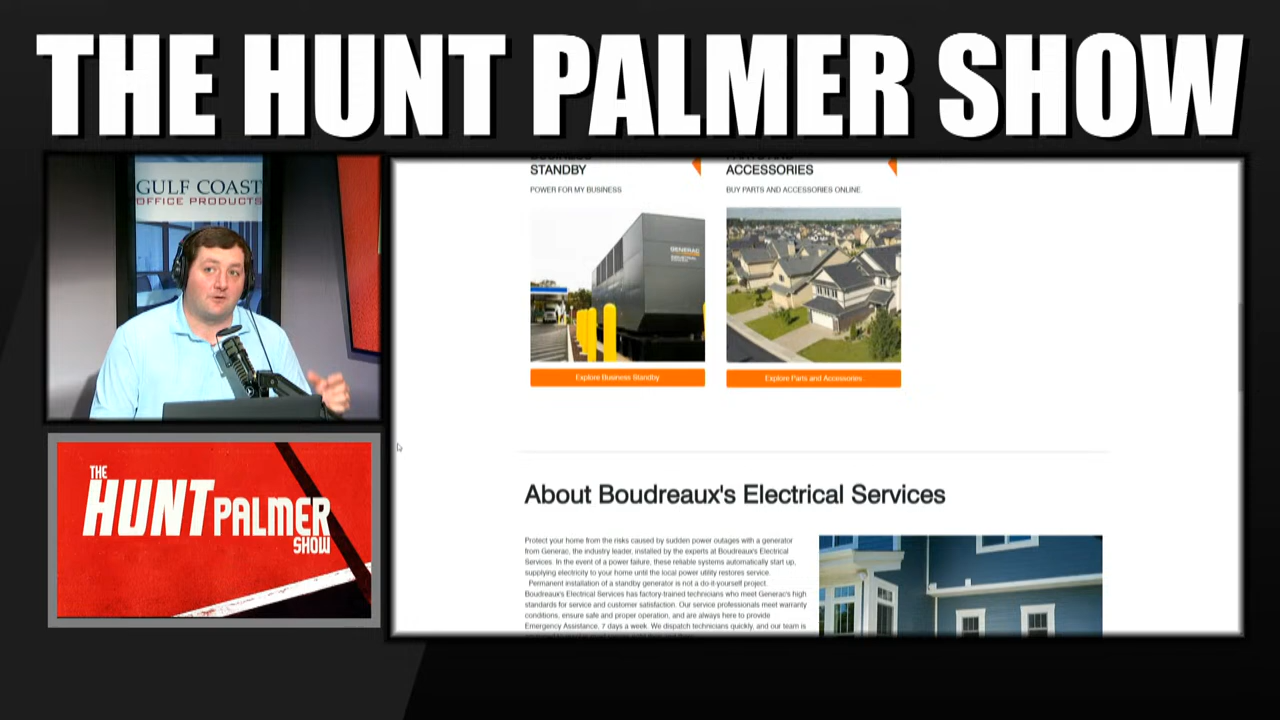 THE HUNT PALMER SHOW
GULF COAST
OFFICE PRODUCTS
THE
HUNT PALMER
SHOW
STANDBY
POWER FOR MY BUSINESS
GENERAC
Explore Business Standby
ACCESSORIES
BUY PARTS AND ACCESSORIES ONLINE
Explore Parts and Accessories
About Boudreaux's Electrical Services
Protect your home from the risks caused by sudden power outages with a generator
from Generac, the industry leader, installed by the experts at Boudreaux's Electrical
Services. In the event of a power failure, these reliable systems automatically start up,
supplying electricity to your home until the local power utility restores service.
Permanent installation of a standby generator is not a do-it-yourself project.
Boudreaux's Electrical Services has factory-trained technicians who meet Generac's high
standards for service and customer satisfaction. Our service professionals meet warranty
conditions, ensure safe and proper operation, and are always here to provide
Emergency Assistance, 7 days a week. We dispatch technicians quickly, and our team is